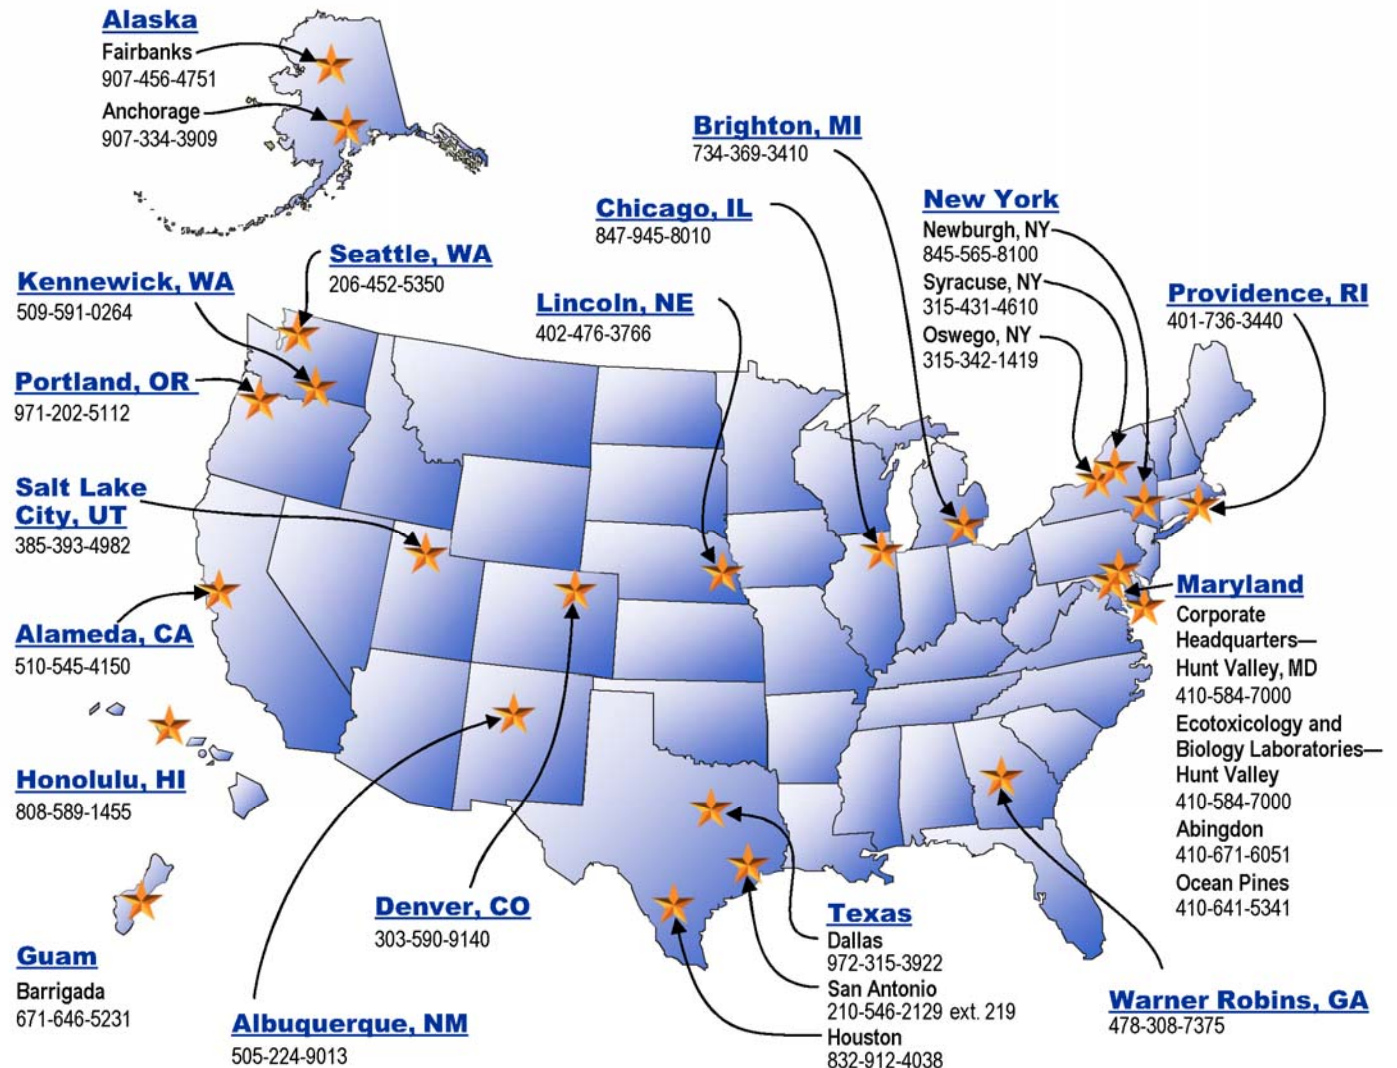 Alaska
Fairbanks
907-456-4751
Anchorage
907-334-3909
Brighton, MI
734-369-3410
Chicago, IL
847-945-8010
New York
Newburgh, NY
845-565-8100
Syracuse, NY
315-431-4610
Oswego, NY
315-342-1419
Seattle, WA
206-452-5350
Kennewick, WA
509-591-0264
Lincoln, NE
402-476-3766
Providence, RI
401-736-3440
Portland, OR
971-202-5112
Salt Lake
City, UT
385-393-4982
Alameda, CA
510-545-4150
Maryland
Corporate
Headquarters—
Hunt Valley, MD
410-584-7000
Ecotoxicology and
Biology Laboratories—
Hunt Valley
410-584-7000
Abingdon
410-671-6051
Ocean Pines
410-641-5341
Honolulu, HI
808-589-1455
Guam
Barrigada
671-646-5231
Denver, CO
303-590-9140
Albuquerque, NM
505-224-9013
Texas
Dallas
972-315-3922
San Antonio
210-546-2129 ext. 219
Houston
832-912-4038
Warner Robins, GA
478-308-7375